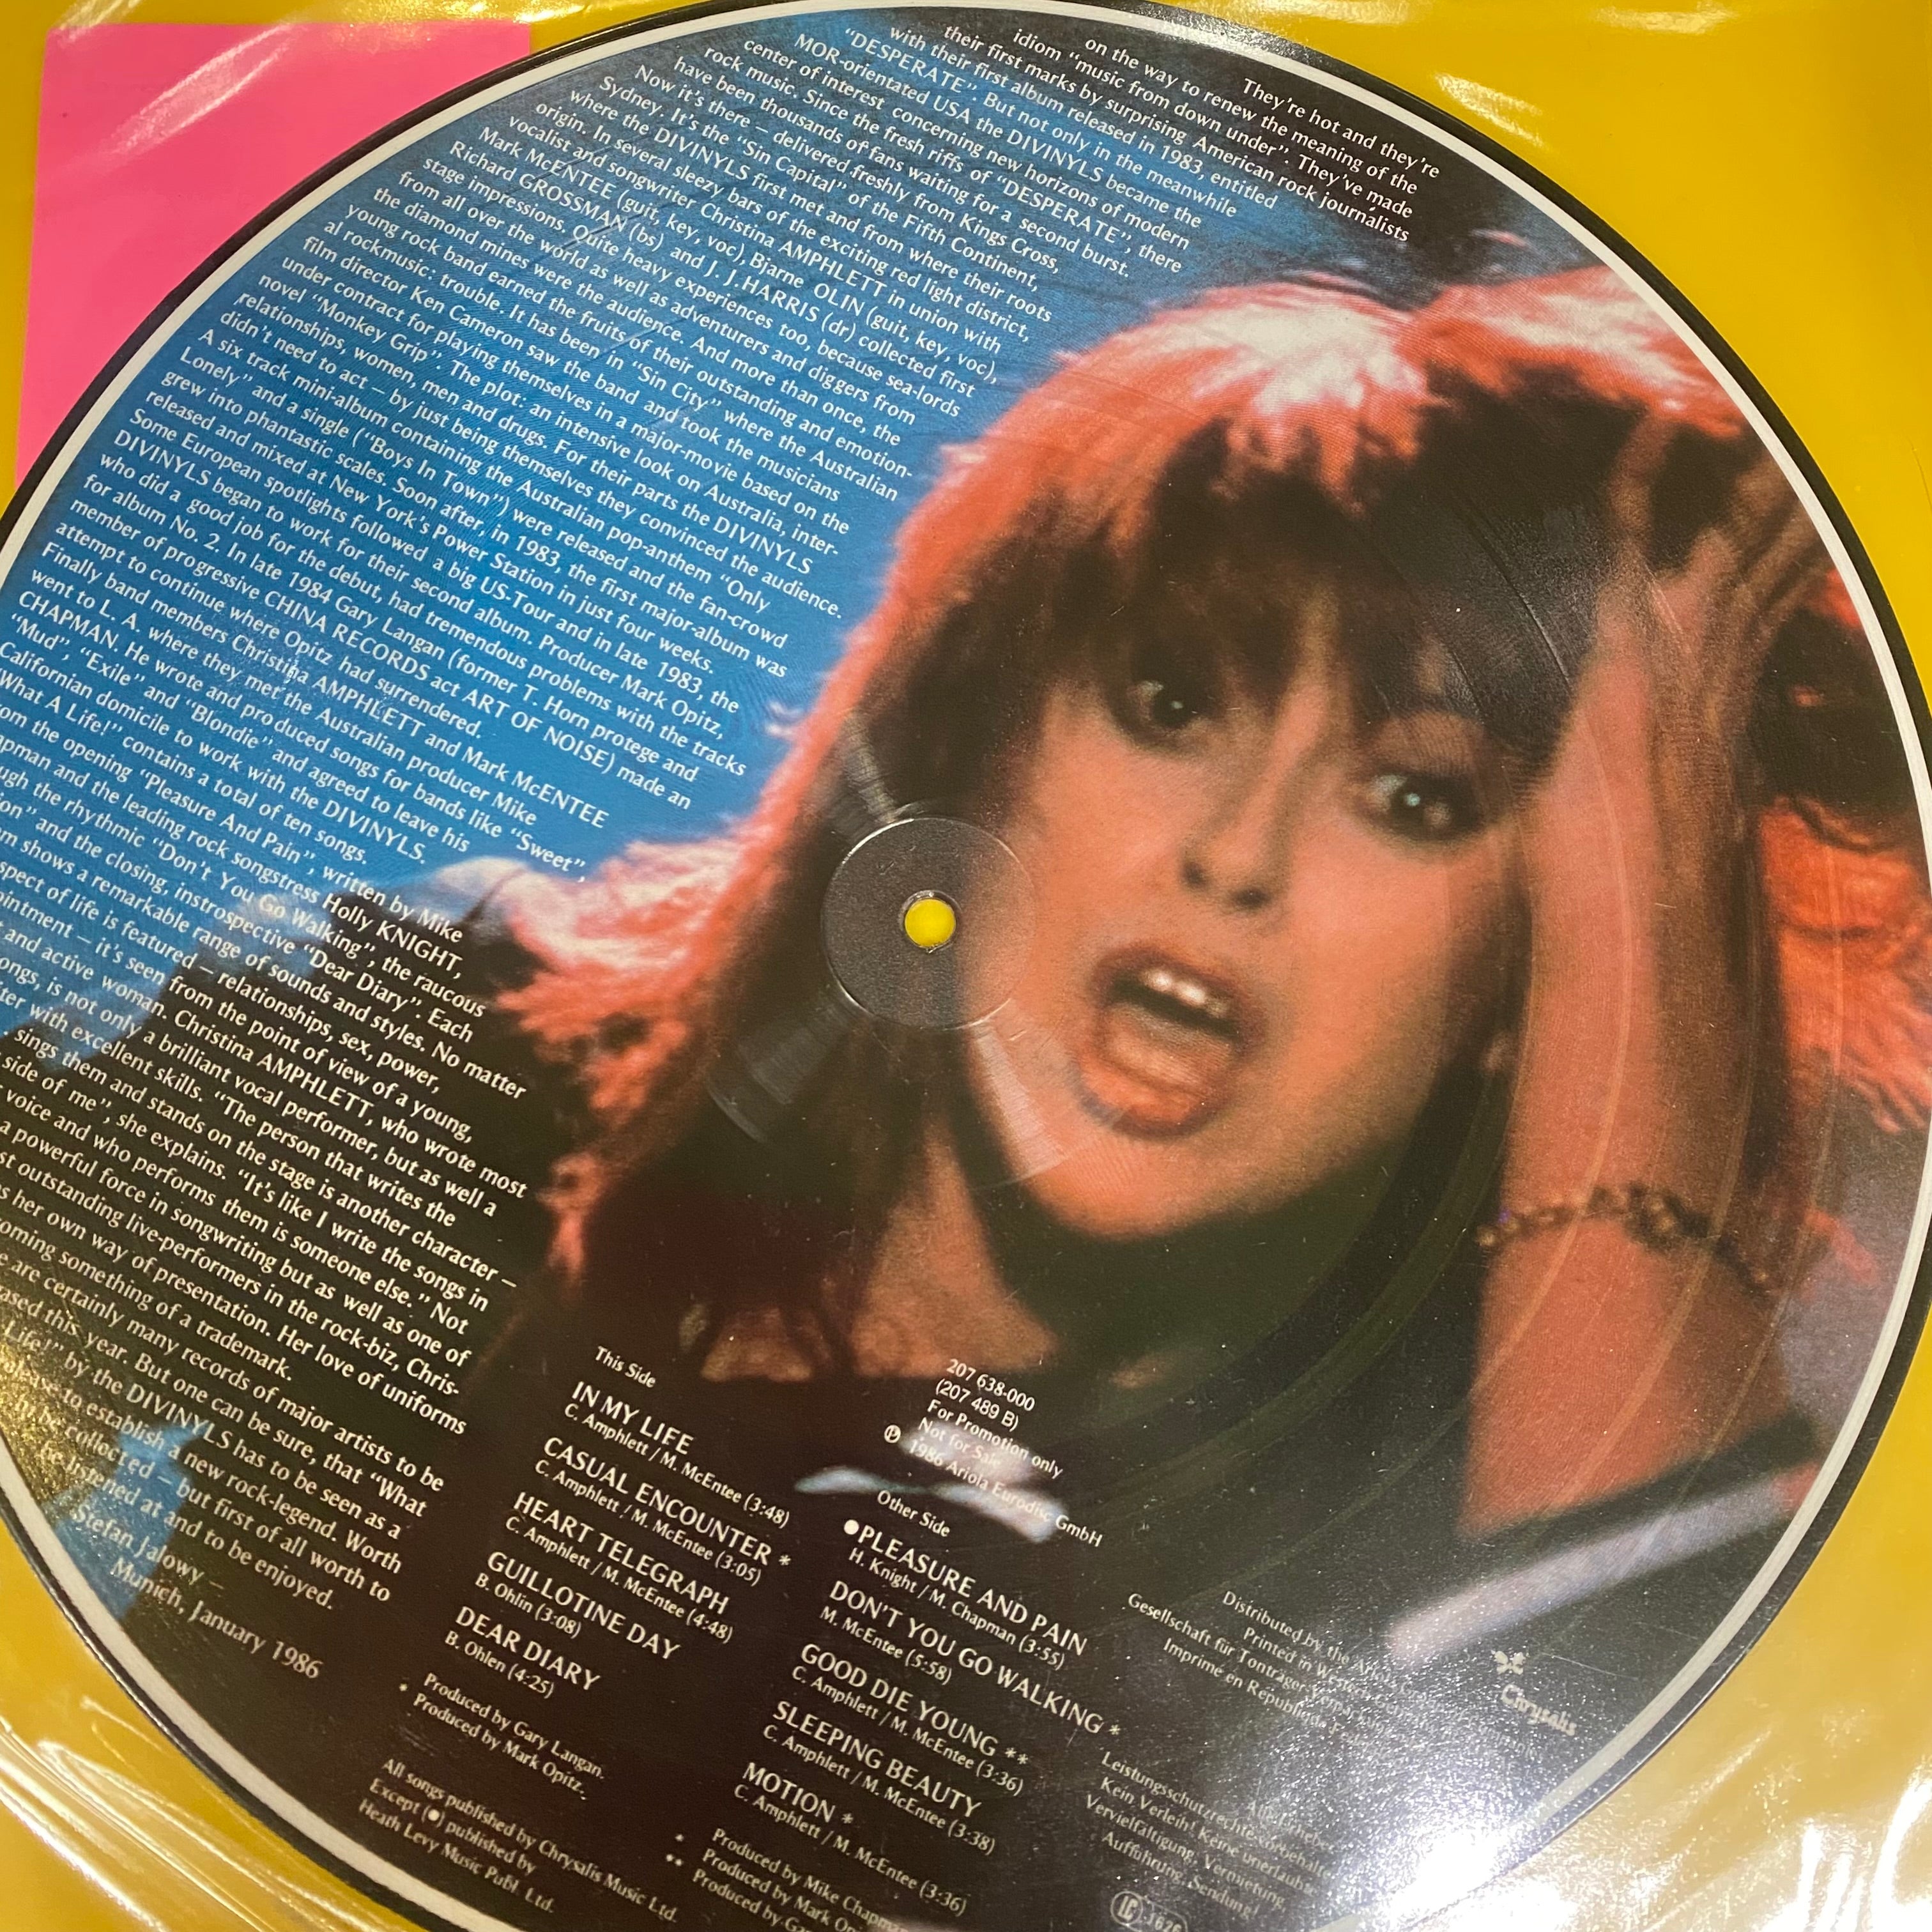 They're hot and they're
on the way to renew the meaning of the
idiom "music from down under". They've made
their first marks by surprising American rock journalists
with their first album released in 1983, entitled
"DESPERATE". But not only in the meanwhile
MOR-orientated USA the DIVINYLS became the
center of interest concerning new horizons of modern
rock music. Since the fresh riffs of "DESPERATE", there
have been thousands of fans waiting for a second burst.
Now it's there – delivered freshly from Kings Cross,
Sydney. It's the "Sin Capital" of the Fifth Continent,
where the DIVINYLS first met and from where their roots
origin. In several sleezy bars of the exciting red light district,
vocalist and songwriter Christina AMPHLETT in union with
Mark McENTEE (guit, key, voc), Bjarne OLIN (guit, key, voc),
Richard GROSSMAN (bs) and J. J. HARRIS (dr) collected first
stage impressions. Quite heavy experiences too, because sea-lords
from all over the world as well as adventurers and diggers from
the diamond mines were the audience. And more than once, the
young rock band earned the fruits of their outstanding and emotion-
al rockmusic: trouble. It has been in "Sin City" where the Australian
film director Ken Cameron saw the band and took the musicians
under contract for playing themselves in a major-movie based on the
novel "Monkey Grip". The plot: an intensive look on Australia, inter-
relationships, women, men and drugs. For their parts the DIVINYLS
didn't need to act – by just being themselves they convinced the audience.
A six track mini-album containing the Australian pop-anthem "Only
Lonely" and a single ("Boys In Town") were released and the fan-crowd
grew into phantastic scales. Soon after, in 1983, the first major-album was
released and mixed at New York's Power Station in just four weeks.
Some European spotlights followed a big US-Tour and in late 1983, the
DIVINYLS began to work for their second album. Producer Mark Opitz,
who did a good job for the debut, had tremendous problems with the tracks
for album No. 2. In late 1984 Gary Langan (former T. Horn protege and
member of progressive CHINA RECORDS act ART OF NOISE) made an
attempt to continue where Opitz had surrendered.
Finally band members Christina AMPHLETT and Mark McENTEE
went to L. A. where they met the Australian producer Mike
CHAPMAN. He wrote and produced songs for bands like "Sweet",
"Mud", "Exile" and "Blondie" and agreed to leave his
Californian domicile to work with the DIVINYLS.
"What A Life!" contains a total of ten songs.
the opening "Pleasure And Pain", written by Mike
and the leading rock songstress Holly KNIGHT,
the rhythmic "Don't You Go Walking", the raucous
and the closing, instrospective "Dear Diary". Each
shows a remarkable range of sounds and styles. No matter
of life is featured – relationships, sex, power,
– it's seen from the point of view of a young,
and active woman. Christina AMPHLETT, who wrote most
songs, is not only a brilliant vocal performer, but as well a
with excellent skills. "The person that writes the
sings them and stands on the stage is another character –
side of me", she explains. "It's like I write the songs in
voice and who performs them is someone else." Not
a powerful force in songwriting but as well as one of
outstanding live-performers in the rock-biz, Chris-
her own way of presentation. Her love of uniforms
something of a trademark.
are certainly many records of major artists to be
this year. But one can be sure, that "What
Life!" by the DIVINYLS has to be seen as a
to establish a new rock-legend. Worth
be collected – but first of all worth to
be listened at and to be enjoyed.
Stefan Jalowy –
Munich, January 1986
This Side
IN MY LIFE
C. Amphlett / M. McEntee (3:48)
CASUAL ENCOUNTER *
C. Amphlett / M. McEntee (3:05)
HEART TELEGRAPH
C. Amphlett / M. McEntee (4:48)
GUILLOTINE DAY
B. Ohlin (3:08)
DEAR DIARY
B. Ohlen (4:25)
Produced by Gary Langan.
* Produced by Mark Opitz.
All songs published by Chrysalis Music Ltd.
Except (●) published by
Heath Levy Music Publ. Ltd.
207 638-000
(207 489 B)
For Promotion only
Not for Sale
℗ 1986 Ariola Eurodisc GmbH
Other Side
●PLEASURE AND PAIN
H. Knight / M. Chapman (3:55)
DON'T YOU GO WALKING *
M. McEntee (5:58)
GOOD DIE YOUNG **
C. Amphlett / M. McEntee (3:36)
SLEEPING BEAUTY
C. Amphlett / M. McEntee (3:38)
MOTION *
C. Amphlett / M. McEntee (3:36)
Produced by Mike
* Produced by Mark
** Produced by
Distributed by the Ariola
Printed in
Gesellschaft für
Imprimé en
Chrysalis
Leistungsschutzrechte
Kein Verleih! Keine
Vervielfältigung, Vermietung,
Aufführung, Sendung!
LC 1626